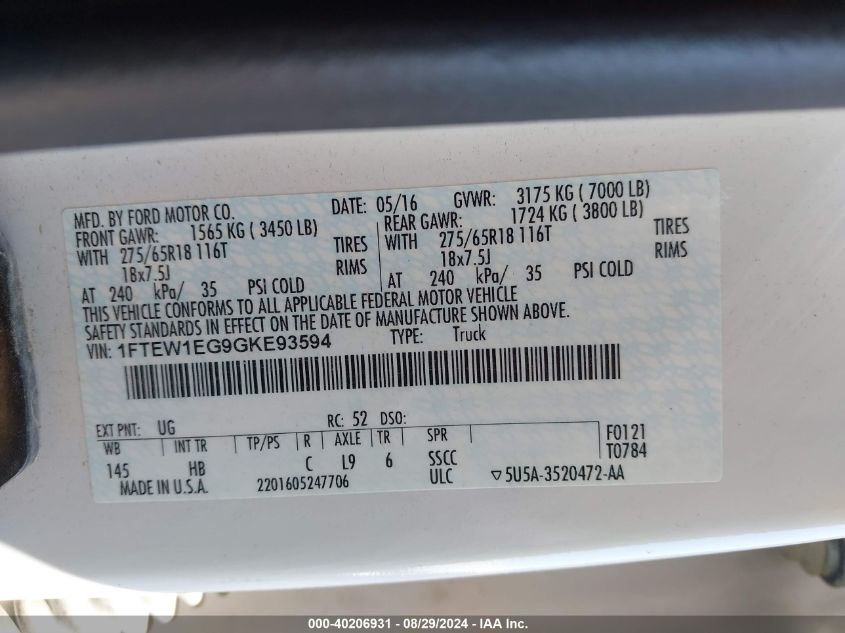 MFD. BY FORD MOTOR CO. DATE: 05/16 GVWR: 3175 KG ( 7000 LB)
FRONT GAWR: 1565 KG ( 3450 LB) REAR GAWR: 1724 KG ( 3800 LB)
WITH 275/65R18 116T TIRES WITH 275/65R18 116T TIRES
18x7.5J RIMS 18x7.5J RIMS
AT 240 kPa/ 35 PSI COLD AT 240 kPa/ 35 PSI COLD
THIS VEHICLE CONFORMS TO ALL APPLICABLE FEDERAL MOTOR VEHICLE
SAFETY STANDARDS IN EFFECT ON THE DATE OF MANUFACTURE SHOWN ABOVE.
VIN: 1FTEW1EG9GKE93594 TYPE: Truck
EXT PNT: UG RC: 52 DSO:
WB INT TR TP/PS R AXLE TR SPR F0121
145 HB C L9 6 SSCC T0784
MADE IN U.S.A. 2201605247706 ULC ▽5U5A-3520472-AA
000-40206931 - 08/29/2024 - IAA Inc.